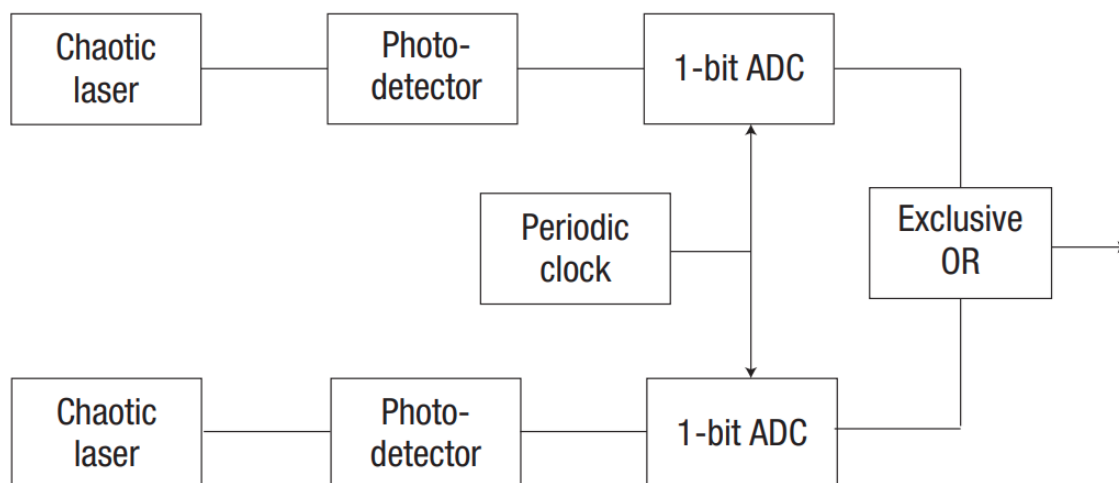 Chaotic
laser
Photo-
detector
1-bit ADC
Periodic
clock
Exclusive
OR
Chaotic
laser
Photo-
detector
1-bit ADC